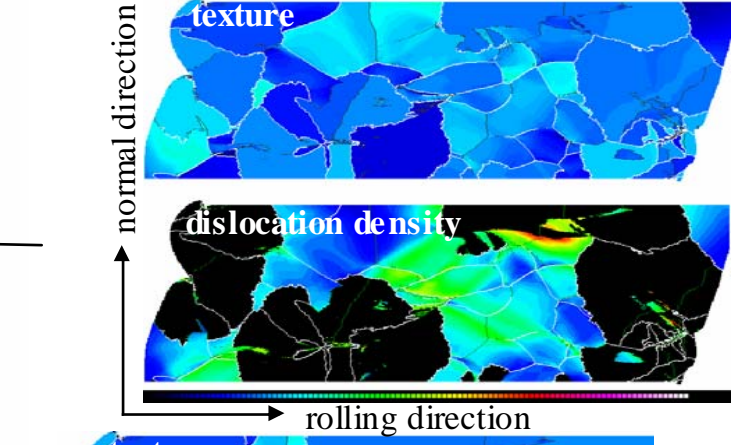 texture
normal direction
dislocation density
rolling direction